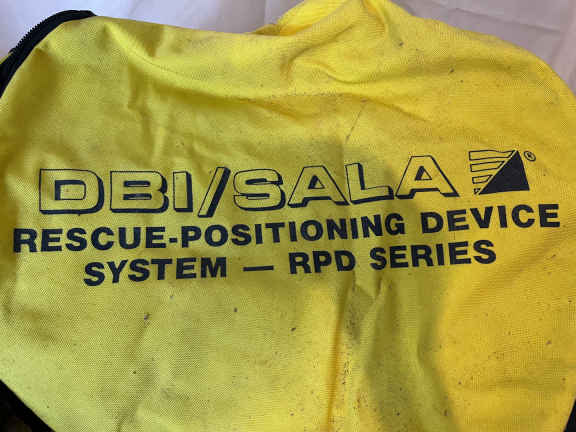 DBI/SALA ®
RESCUE-POSITIONING DEVICE
SYSTEM — RPD SERIES